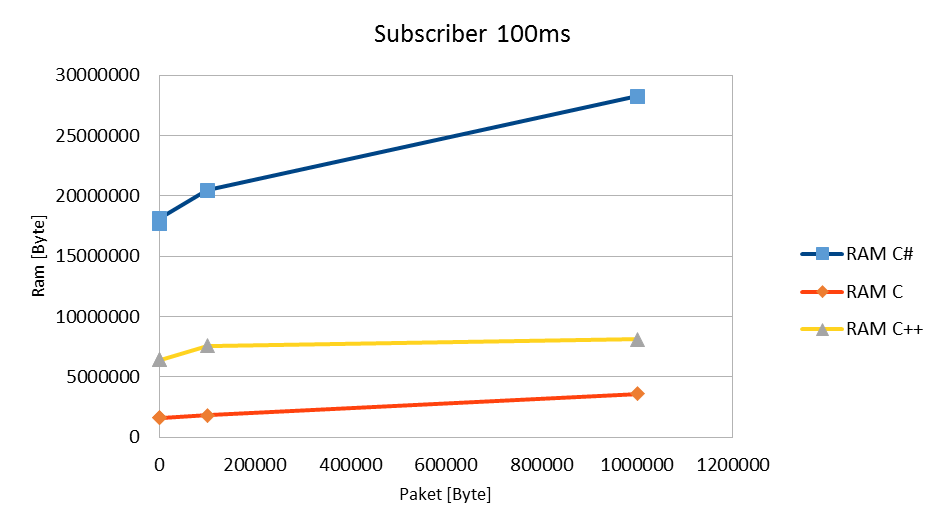 Subscriber 100ms
30000000
25000000
20000000
15000000
10000000
5000000
0
Ram [Byte]
0 200000 400000 600000 800000 1000000 1200000
Paket [Byte]
RAM C#
RAM C
RAM C++